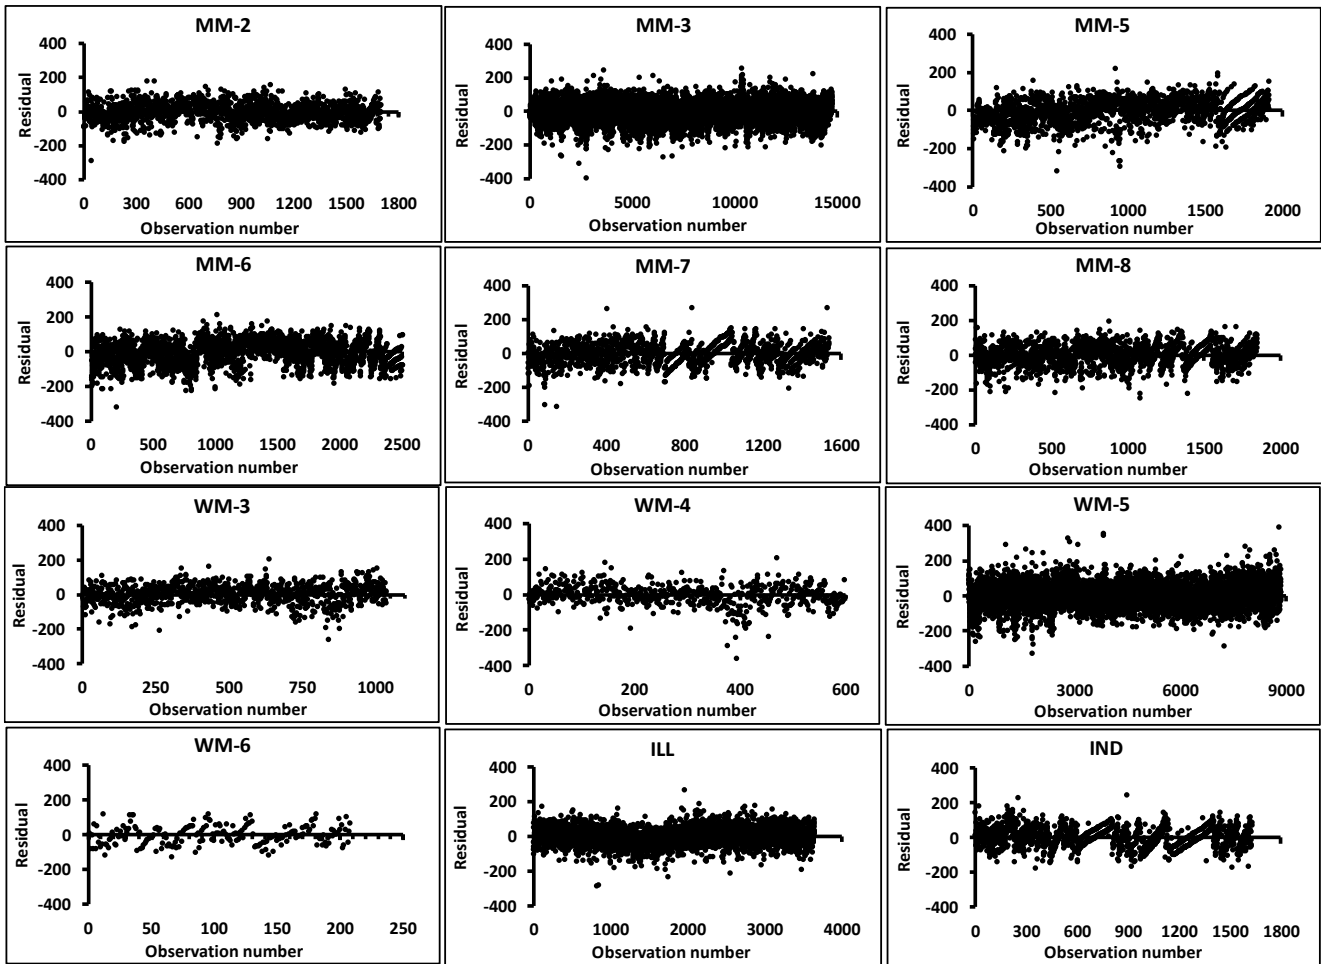 MM-2
400
200
0
-200
-400
Residual
0 300 600 900 1200 1500 1800
Observation number
MM-3
400
200
0
-200
-400
Residual
0 5000 10000 15000
Observation number
MM-5
400
200
0
-200
-400
Residual
0 500 1000 1500 2000
Observation number
MM-6
400
200
0
-200
-400
Residual
0 500 1000 1500 2000 2500
Observation number
MM-7
400
200
0
-200
-400
Residual
0 400 800 1200 1600
Observation number
MM-8
400
200
0
-200
-400
Residual
0 500 1000 1500 2000
Observation number
WM-3
400
200
0
-200
-400
Residual
0 250 500 750 1000
Observation number
WM-4
400
200
0
-200
-400
Residual
0 200 400 600
Observation number
WM-5
400
200
0
-200
-400
Residual
0 3000 6000 9000
Observation number
WM-6
400
200
0
-200
-400
Residual
0 50 100 150 200 250
Observation number
ILL
400
200
0
-200
-400
Residual
0 1000 2000 3000 4000
Observation number
IND
400
200
0
-200
-400
Residual
0 300 600 900 1200 1500 1800
Observation number